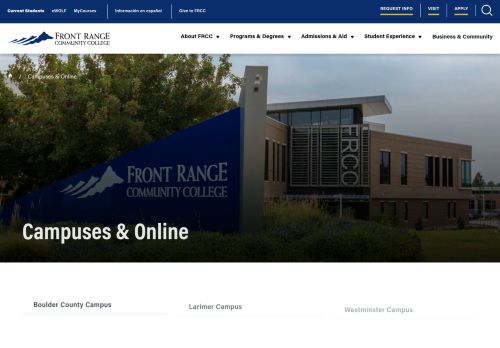 Current Students eWOLF MyCourses Información en español Give to FRCC REQUEST INFO VISIT APPLY
FRONT RANGE
COMMUNITY COLLEGE
About FRCC Programs & Degrees Admissions & Aid Student Experience Business & Community
/ Campuses & Online
FRCC
FRONT RANGE
COMMUNITY COLLEGE
Campuses & Online
Boulder County Campus Larimer Campus Westminster Campus